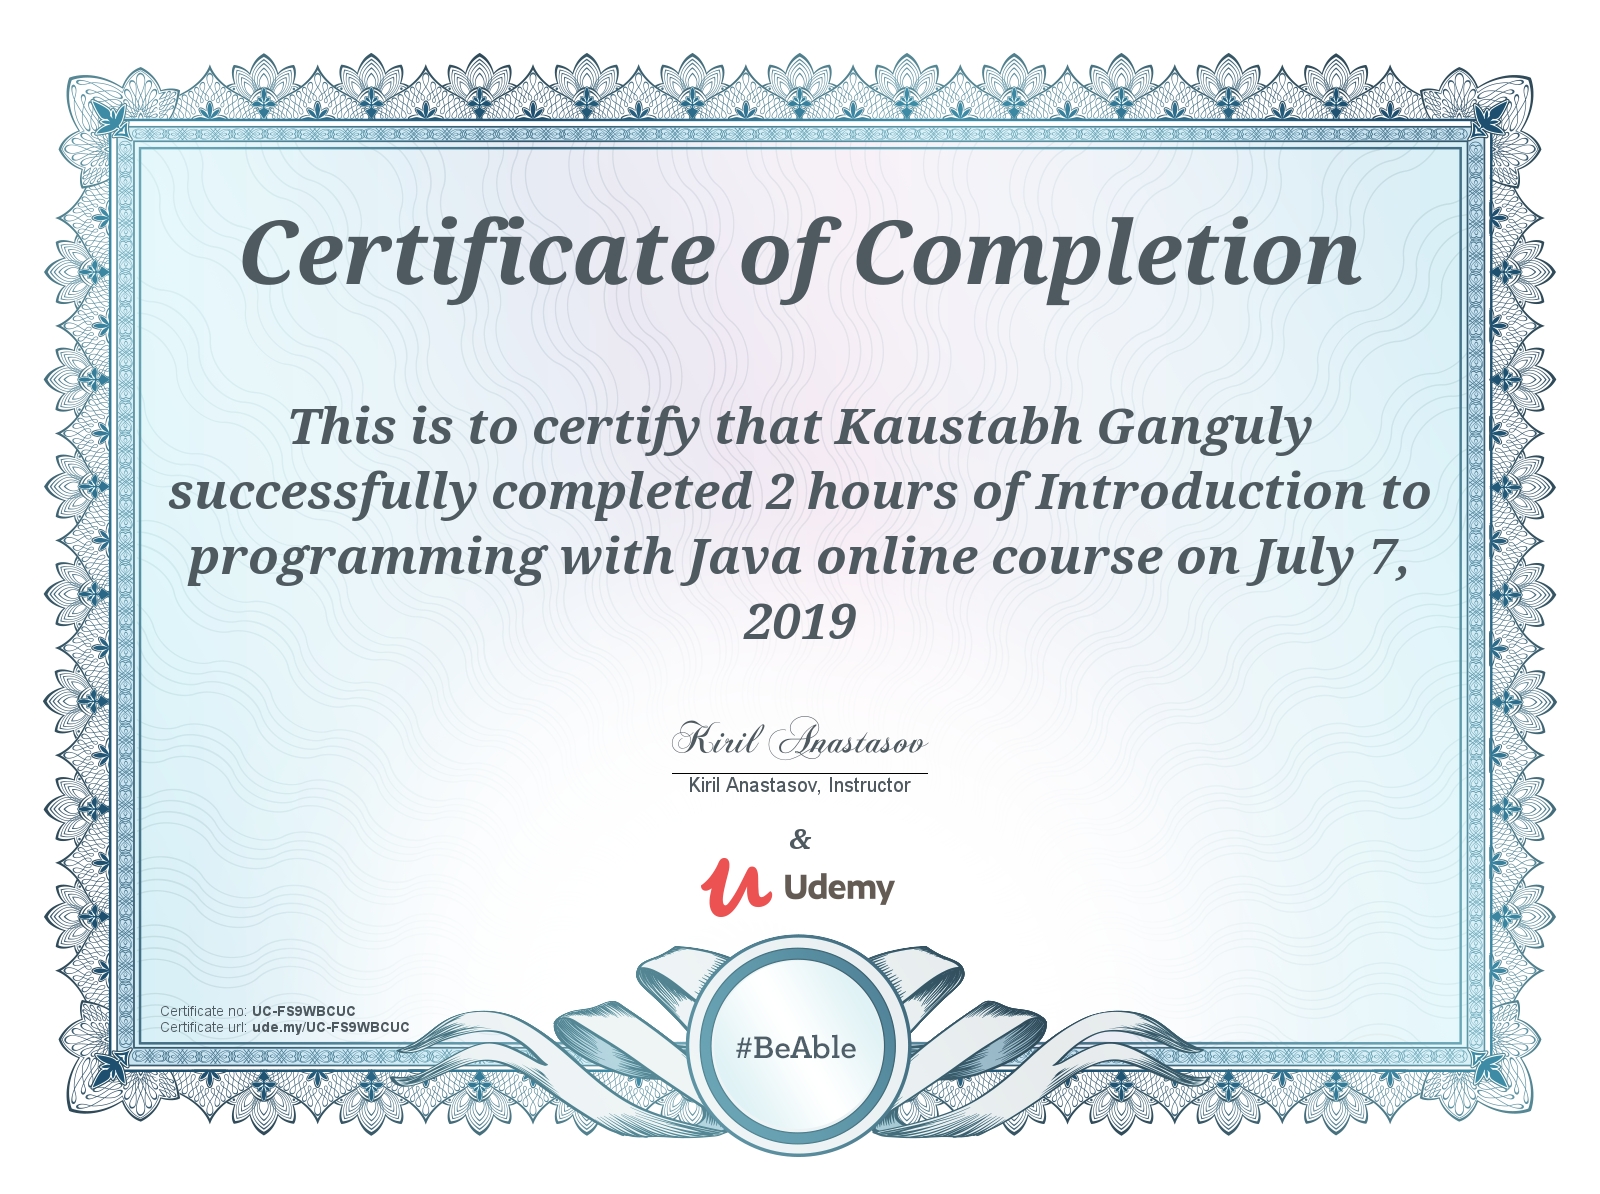 Certificate of Completion
This is to certify that Kaustabh Ganguly
successfully completed 2 hours of Introduction to
programming with Java online course on July 7,
2019
Kiril Anastasov
Kiril Anastasov, Instructor
&
Udemy
Certificate no: UC-FS9WBCUC
Certificate url: ude.my/UC-FS9WBCUC
#BeAble